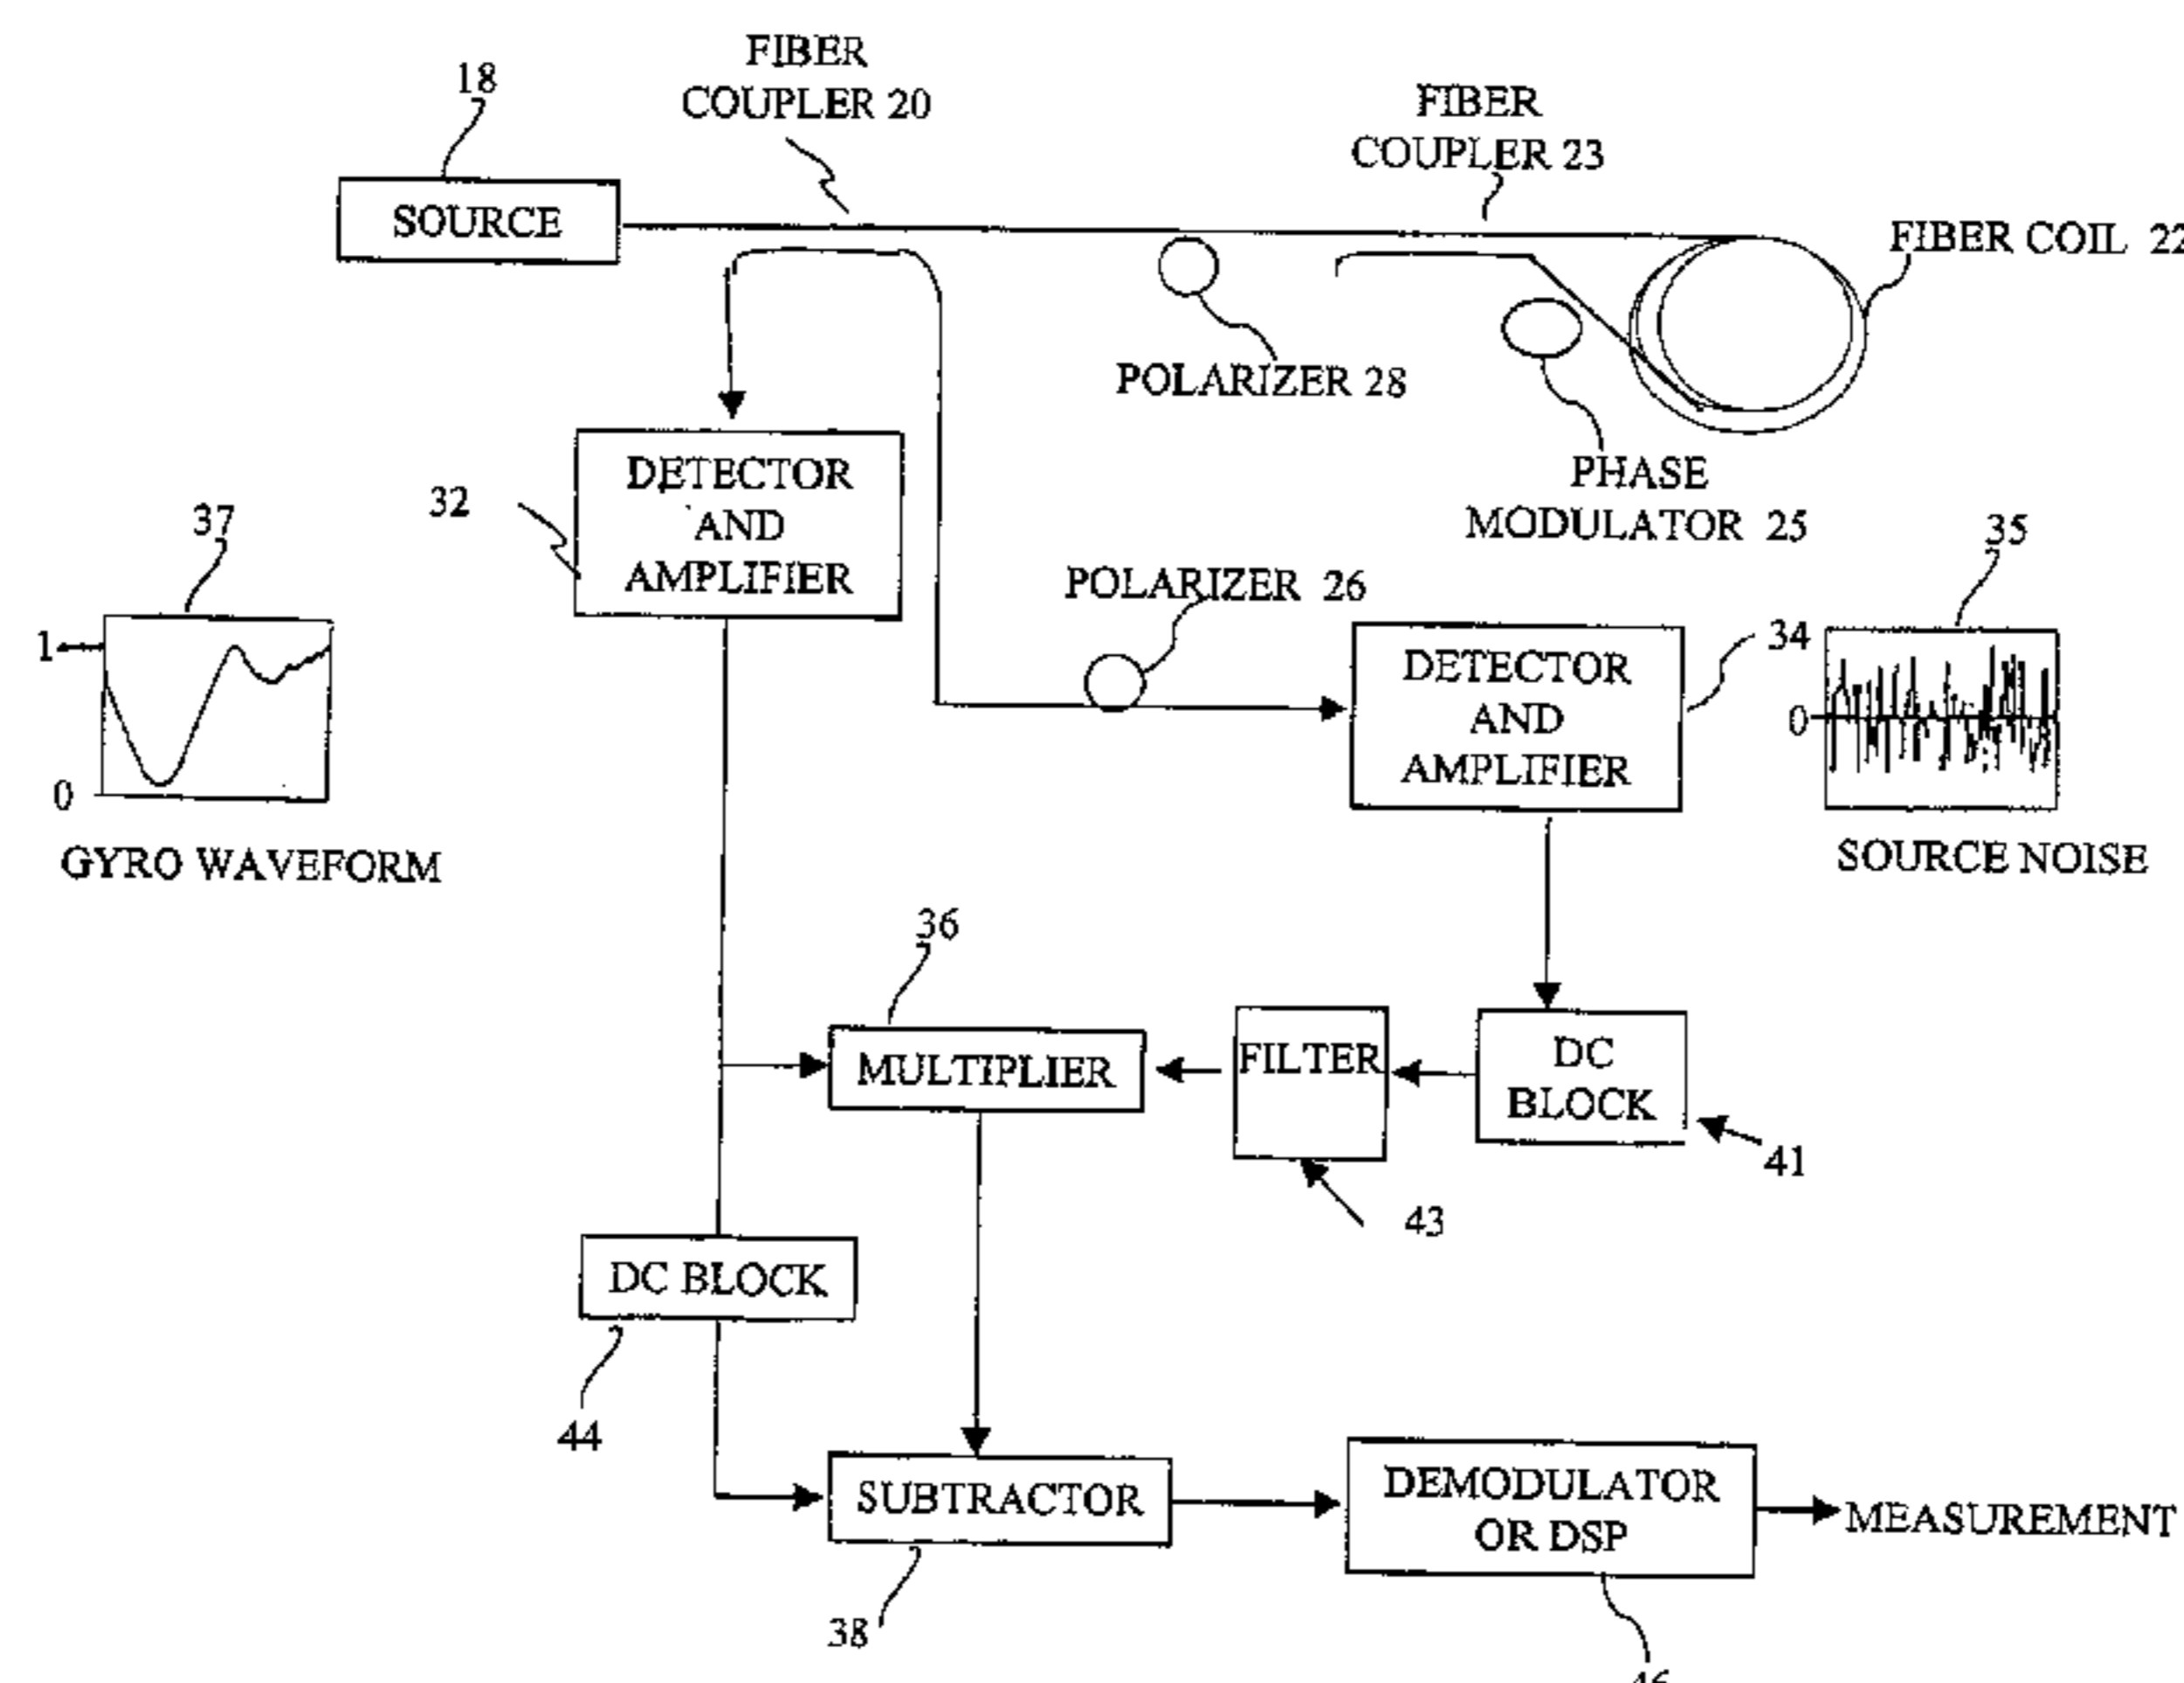 18
FIBER
COUPLER 20
FIBER
COUPLER 23
SOURCE
FIBER COIL 22
POLARIZER 28
PHASE
MODULATOR 25
32
DETECTOR
AND
AMPLIFIER
37
1
0
GYRO WAVEFORM
POLARIZER 26
DETECTOR
AND
AMPLIFIER
34
35
0
SOURCE NOISE
36
MULTIPLIER
FILTER
DC
BLOCK
41
43
DC BLOCK
44
SUBTRACTOR
38
DEMODULATOR
OR DSP
MEASUREMENT
46